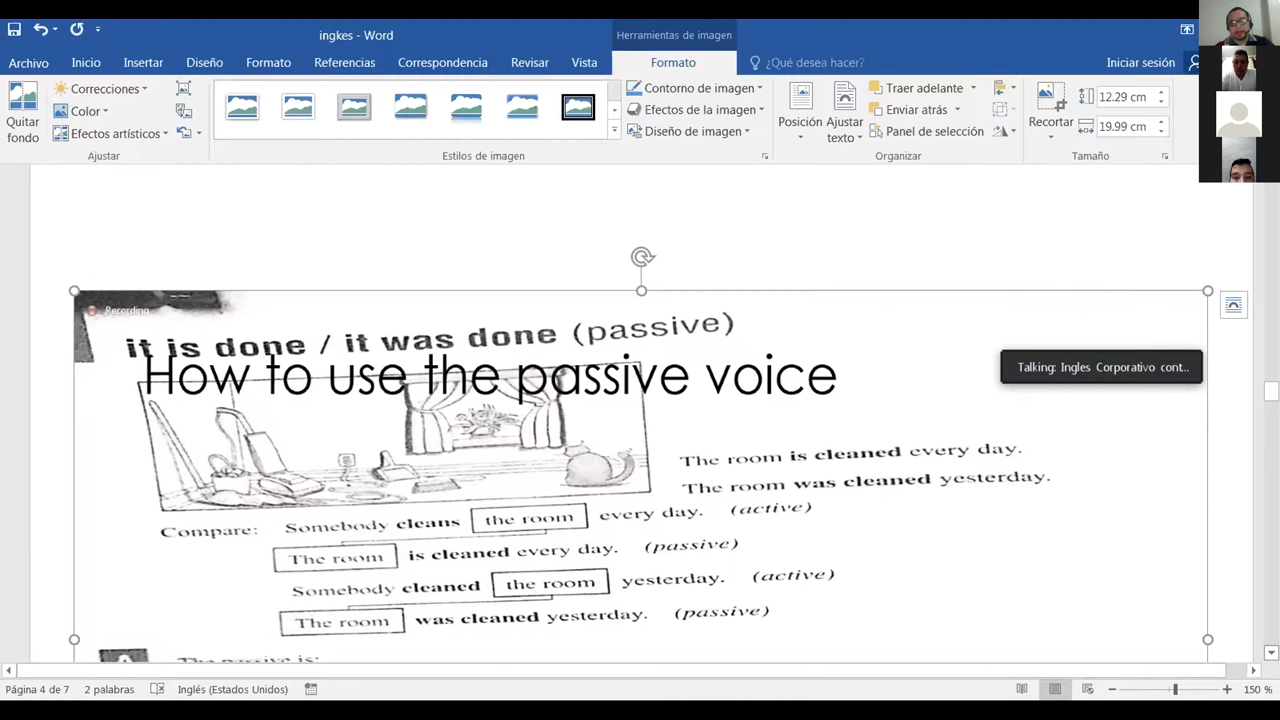 ingkes - Word
Herramientas de imagen
Archivo Inicio Insertar Diseño Formato Referencias Correspondencia Revisar Vista Formato ¿Qué desea hacer? Iniciar sesión
Quitar fondo
Correcciones
Color
Efectos artísticos
Ajustar
Estilos de imagen
Contorno de imagen
Efectos de la imagen
Diseño de imagen
Posición
Ajustar texto
Traer adelante
Enviar atrás
Panel de selección
Organizar
Recortar
12.29 cm
19.99 cm
Tamaño
Recording
it is done / it was done (passive)
How to use the passive voice
Talking: Ingles Corporativo cont...
The room is cleaned every day.
The room was cleaned yesterday.
Compare: Somebody cleans the room every day. (active)
The room is cleaned every day. (passive)
Somebody cleaned the room yesterday. (active)
The room was cleaned yesterday. (passive)
A The passive is:
Página 4 de 7 2 palabras Inglés (Estados Unidos) 150 %